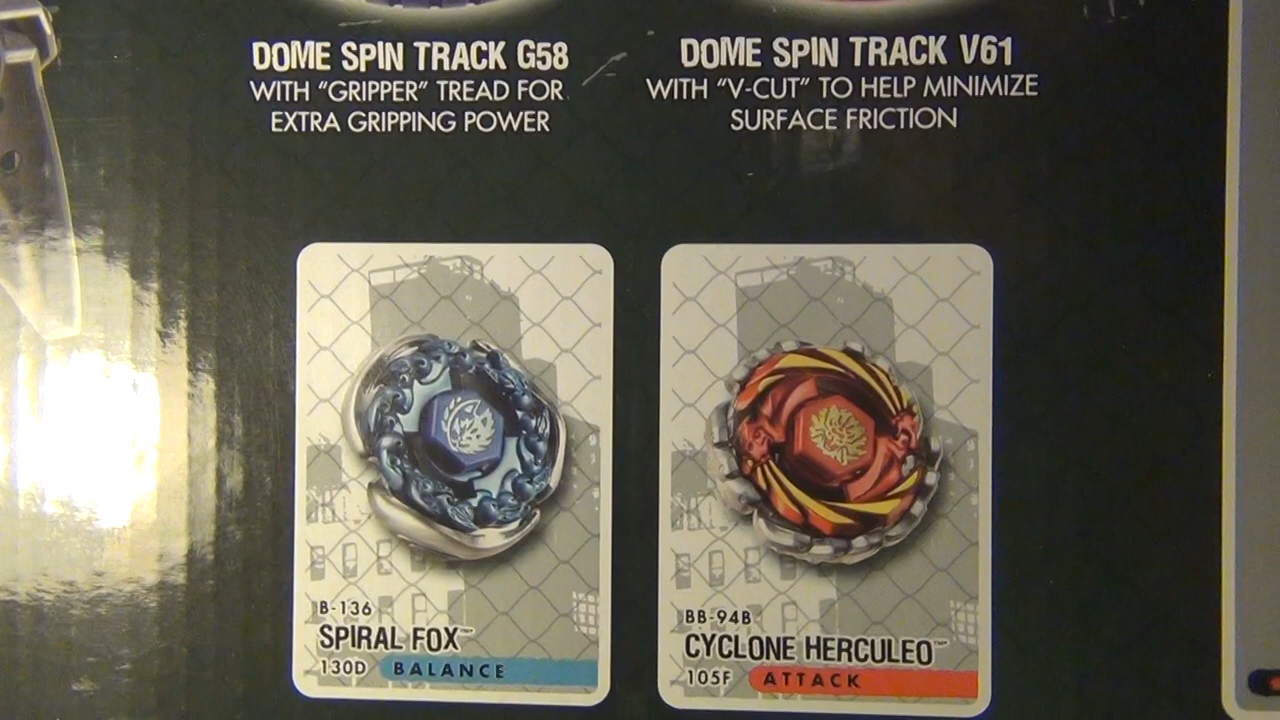 DOME SPIN TRACK G58
WITH “GRIPPER” TREAD FOR
EXTRA GRIPPING POWER
DOME SPIN TRACK V61
WITH “V-CUT” TO HELP MINIMIZE
SURFACE FRICTION
B-136
SPIRAL FOX™
130D BALANCE
BB-94B
CYCLONE HERCULEO™
105F ATTACK